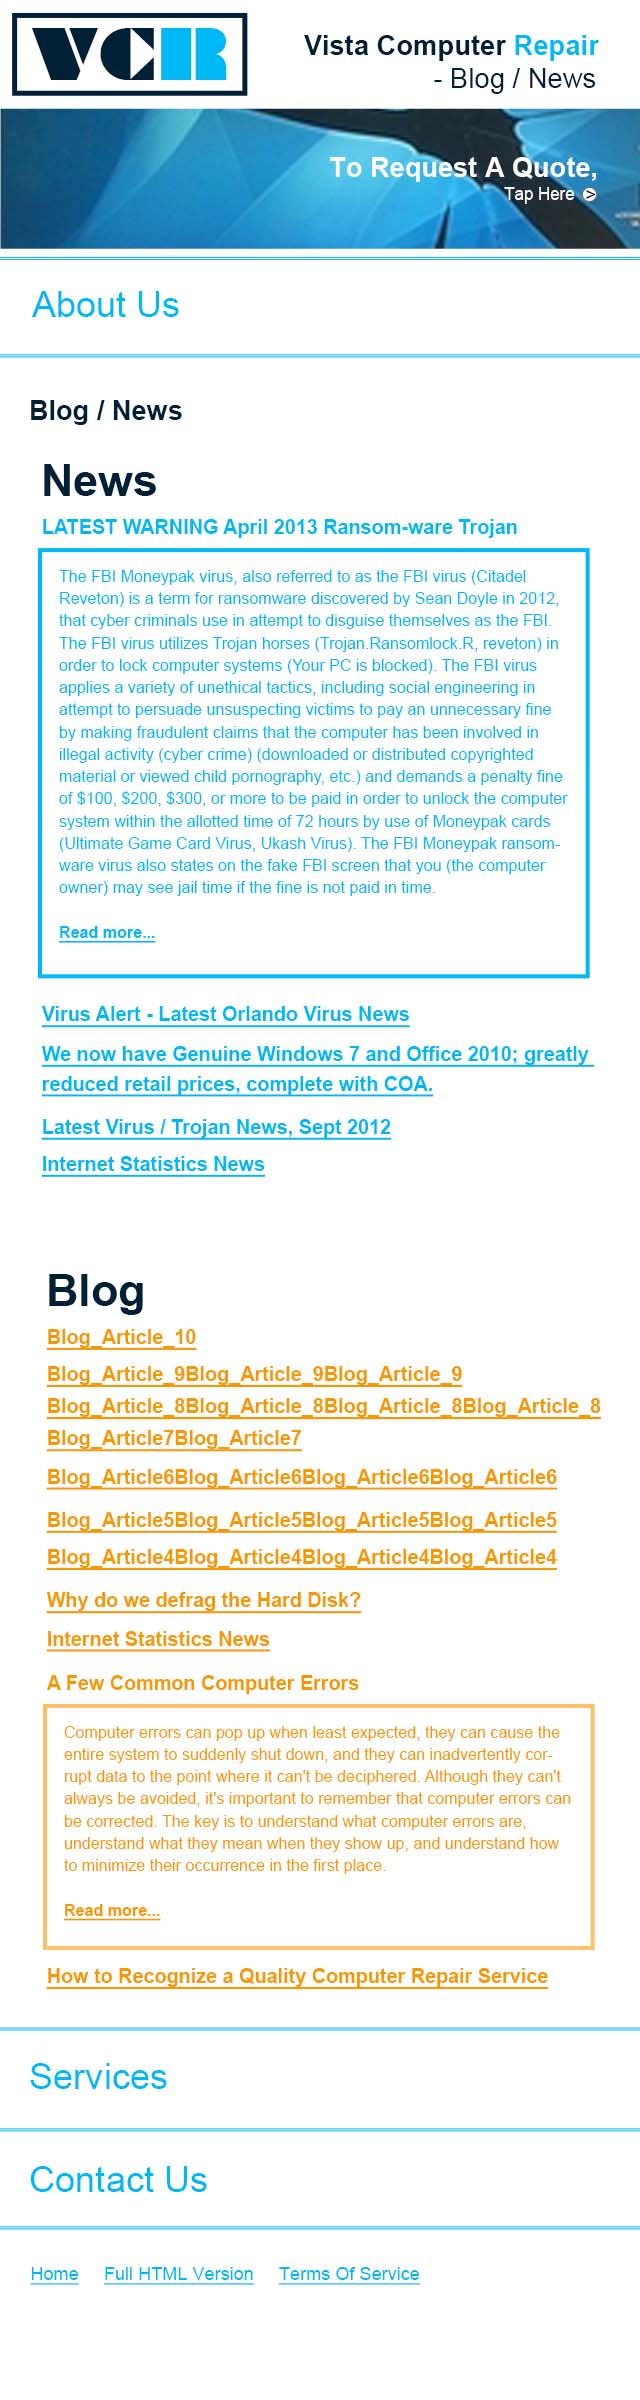 VCR
Vista Computer Repair
- Blog / News
To Request A Quote,
Tap Here >
About Us
Blog / News
News
LATEST WARNING April 2013 Ransom-ware Trojan
The FBI Moneypak virus, also referred to as the FBI virus (Citadel
Reveton) is a term for ransomware discovered by Sean Doyle in 2012,
that cyber criminals use in attempt to disguise themselves as the FBI.
The FBI virus utilizes Trojan horses (Trojan.Ransomlock.R, reveton) in
order to lock computer systems (Your PC is blocked). The FBI virus
applies a variety of unethical tactics, including social engineering in
attempt to persuade unsuspecting victims to pay an unnecessary fine
by making fraudulent claims that the computer has been involved in
illegal activity (cyber crime) (downloaded or distributed copyrighted
material or viewed child pornography, etc.) and demands a penalty fine
of $100, $200, $300, or more to be paid in order to unlock the computer
system within the allotted time of 72 hours by use of Moneypak cards
(Ultimate Game Card Virus, Ukash Virus). The FBI Moneypak ransom-
ware virus also states on the fake FBI screen that you (the computer
owner) may see jail time if the fine is not paid in time.
Read more...
Virus Alert - Latest Orlando Virus News
We now have Genuine Windows 7 and Office 2010; greatly
reduced retail prices, complete with COA.
Latest Virus / Trojan News, Sept 2012
Internet Statistics News
Blog
Blog_Article_10
Blog_Article_9Blog_Article_9Blog_Article_9
Blog_Article_8Blog_Article_8Blog_Article_8Blog_Article_8
Blog_Article7Blog_Article7
Blog_Article6Blog_Article6Blog_Article6Blog_Article6
Blog_Article5Blog_Article5Blog_Article5Blog_Article5
Blog_Article4Blog_Article4Blog_Article4Blog_Article4
Why do we defrag the Hard Disk?
Internet Statistics News
A Few Common Computer Errors
Computer errors can pop up when least expected, they can cause the
entire system to suddenly shut down, and they can inadvertently cor-
rupt data to the point where it can't be deciphered. Although they can't
always be avoided, it's important to remember that computer errors can
be corrected. The key is to understand what computer errors are,
understand what they mean when they show up, and understand how
to minimize their occurrence in the first place.
Read more...
How to Recognize a Quality Computer Repair Service
Services
Contact Us
Home Full HTML Version Terms Of Service